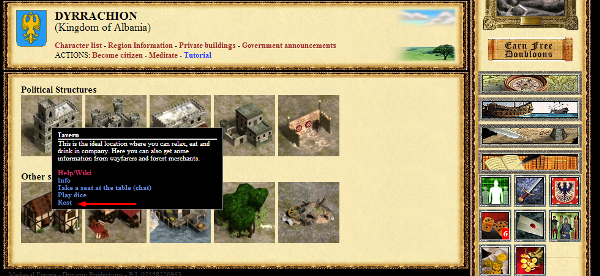 DYRRACHION
(Kingdom of Albania)
Character list - Region Information - Private buildings - Government announcements
ACTIONS: Become citizen - Meditate - Tutorial
Earn Free
Doubloons
Political Structures
Tavern
This is the ideal location where you can relax, eat and
drink in company. Here you can also get some
information from wayfarers and forest merchants.
Help/Wiki
Info
Take a seat at the table (chat)
Play dice
Rest
Other s
6